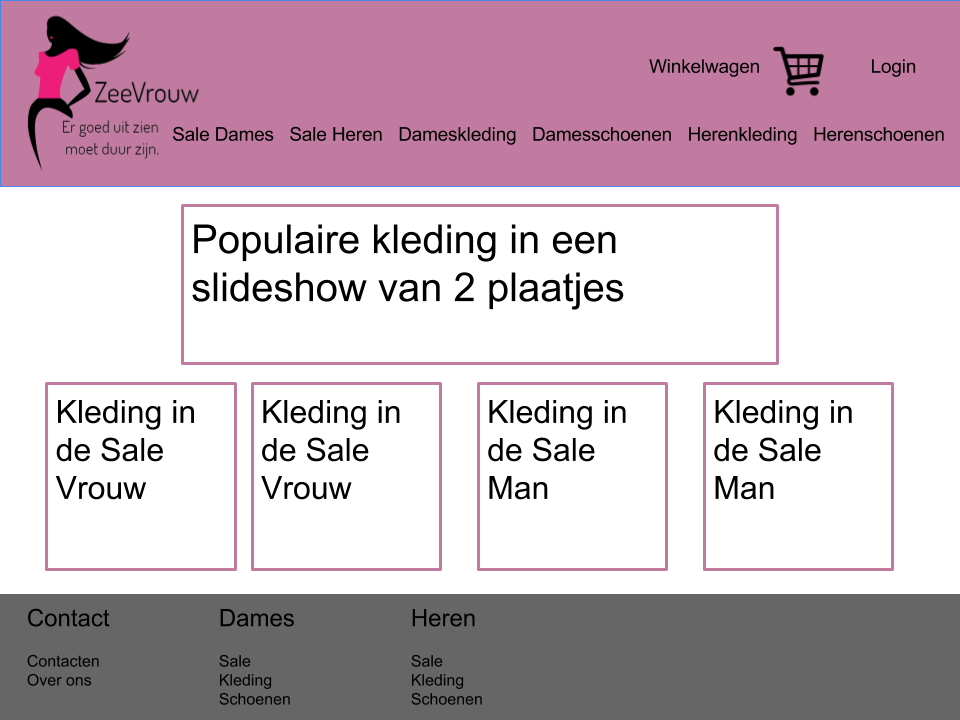 ZeeVrouw
Er goed uit zien
moet duur zijn.
Winkelwagen Login
Sale Dames Sale Heren Dameskleding Damesschoenen Herenkleding Herenschoenen
Populaire kleding in een
slideshow van 2 plaatjes
Kleding in
de Sale
Vrouw
Kleding in
de Sale
Vrouw
Kleding in
de Sale
Man
Kleding in
de Sale
Man
Contact
Contacten
Over ons
Dames
Sale
Kleding
Schoenen
Heren
Sale
Kleding
Schoenen